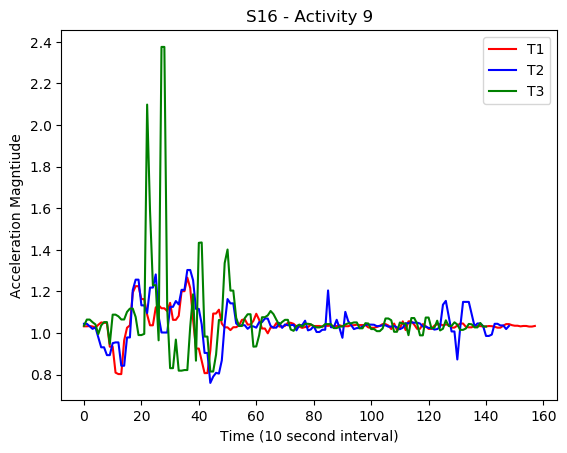 S16 - Activity 9
T1
T2
T3
Acceleration Magntiude
2.4
2.2
2.0
1.8
1.6
1.4
1.2
1.0
0.8
0 20 40 60 80 100 120 140 160
Time (10 second interval)